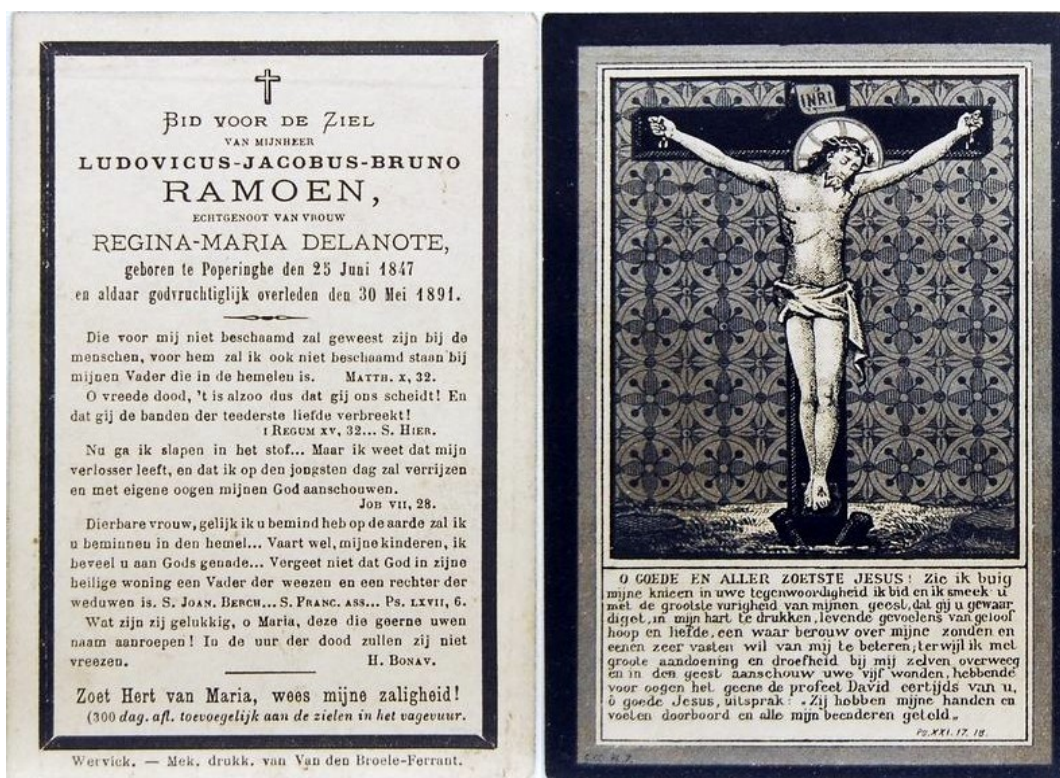 BID VOOR DE ZIEL
VAN MIJNHEER
LUDOVICUS-JACOBUS-BRUNO
RAMOEN,
ECHTGENOOT VAN VROUW
REGINA-MARIA DELANOTE,
geboren te Poperinghe den 25 Juni 1847
en aldaar godvruchtiglijk overleden den 30 Mei 1891.
Die voor mij niet beschaamd zal geweest zijn bij de
menschen, voor hem zal ik ook niet beschaamd staan bij
mijnen Vader die in de hemelen is. MATTH. X, 32.
O vreede dood, 't is alzoo dus dat gij ons scheidt! En
dat gij de banden der teederste liefde verbreekt!
I REGUM XV, 32... S. HIER.
Nu ga ik slapen in het stof... Maar ik weet dat mijn
verlosser leeft, en dat ik op den jongsten dag zal verrijzen
en met eigene oogen mijnen God aanschouwen.
JOB VII, 28.
Dierbare vrouw, gelijk ik u bemind heb op de aarde zal ik
u beminnen in den hemel... Vaart wel, mijne kinderen, ik
beveel u aan Gods genade... Vergeet niet dat God in zijne
heilige woning een Vader der weezen en een rechter der
weduwen is. S. JOAN. BERCH... S. FRANC. ASS... PS. LXVII, 6.
Wat zijn zij gelukkig, o Maria, deze die geerne uwen
naam aanroepen! In de uur der dood zullen zij niet
vreezen. H. BONAV.
Zoet Hert van Maria, wees mijne zaligheid!
(300 dag. afl. toevoegelijk aan de zielen in het vagevuur.
Wervick. — Mek. drukk. van Van den Broele-Ferrant.
INRI
O GOEDE EN ALLER ZOETSTE JESUS! Zie ik buig
mijne knieen in uwe tegenwoordigheid ik bid en ik smeek u
met de grootste vurigheid van mijnen geest, dat gij u gewaar
diget, in mijn hart te drukken, levende gevoelens van geloof
hoop en liefde, een waar berouw over mijne zonden en
eenen zeer vasten wil van mij te beteren; terwijl ik met
groote aandoening en droefheid bij mij zelven overweeg
en in den geest aanschouw uwe vijf wonden, hebbende
voor oogen het geene de profeet David eertijds van u,
ô goede Jesus, uitsprak: „Zij hebben mijne handen en
voeten doorboord en alle mijn beenderen geteld„
Ps. XXI. 17. 18.